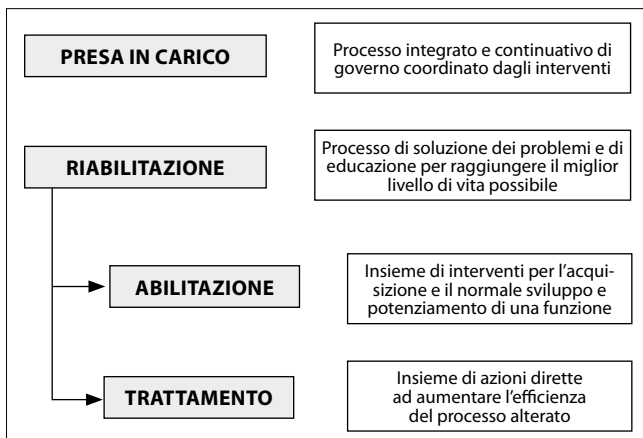 PRESA IN CARICO
Processo integrato e continuativo di
governo coordinato dagli interventi
RIABILITAZIONE
Processo di soluzione dei problemi e di
educazione per raggiungere il miglior
livello di vita possibile
ABILITAZIONE
Insieme di interventi per l'acqui-
sizione e il normale sviluppo e
potenziamento di una funzione
TRATTAMENTO
Insieme di azioni dirette
ad aumentare l'efficienza
del processo alterato